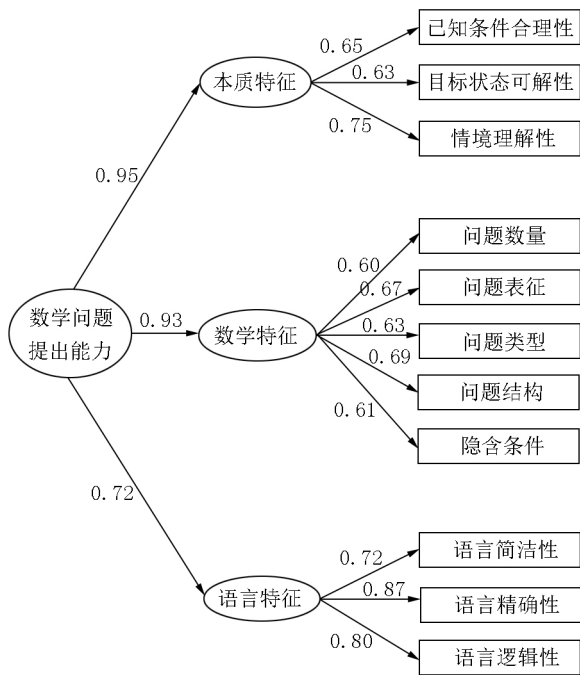 已知条件合理性
0.65
本质特征
0.63
目标状态可解性
0.75
情境理解性
0.95
问题数量
0.60
问题表征
0.67
数学问题
提出能力
0.93
数学特征
0.63
问题类型
0.69
问题结构
0.61
隐含条件
0.72
语言简洁性
0.72
语言特征
0.87
语言精确性
0.80
语言逻辑性